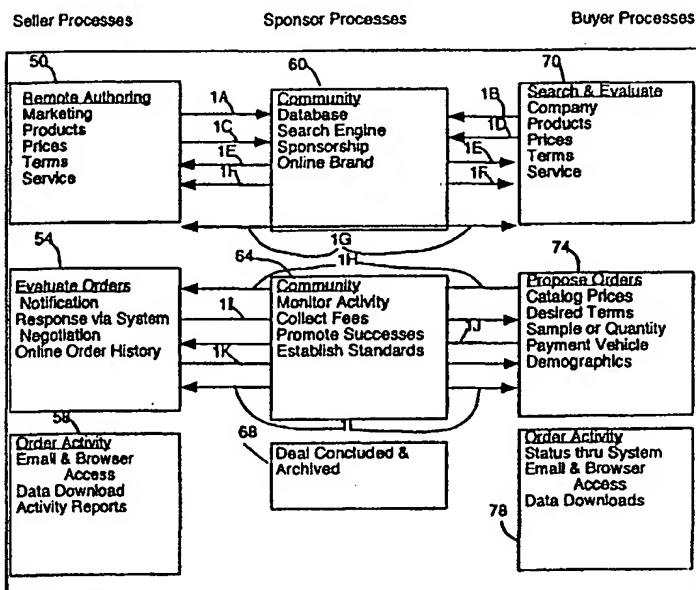 Seller Processes
Sponsor Processes
Buyer Processes
50
60
70
Remote Authoring
Marketing
Products
Prices
Terms
Service
1A
1C
1E
1F
Community
Database
Search Engine
Sponsorship
Online Brand
1B
1D
1E
1F
Search & Evaluate
Company
Products
Prices
Terms
Service
1G
1H
54
64
74
Evaluate Orders
Notification
Response via System
Negotiation
Online Order History
1I
1K
Community
Monitor Activity
Collect Fees
Promote Successes
Establish Standards
1J
Propose Orders
Catalog Prices
Desired Terms
Sample or Quantity
Payment Vehicle
Demographics
58
68
78
Order Activity
Email & Browser
Access
Data Download
Activity Reports
Deal Concluded &
Archived
Order Activity
Status thru System
Email & Browser
Access
Data Downloads